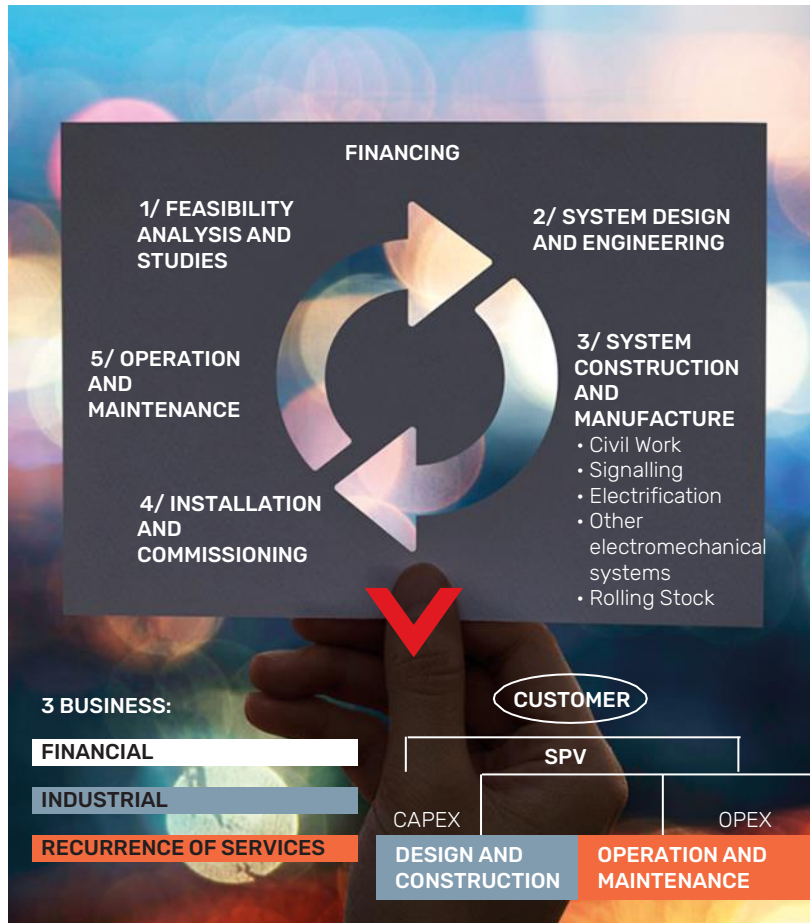 FINANCING
1/ FEASIBILITY
ANALYSIS AND
STUDIES
2/ SYSTEM DESIGN
AND ENGINEERING
3/ SYSTEM
CONSTRUCTION
AND
MANUFACTURE
• Civil Work
• Signalling
• Electrification
• Other
electromechanical
systems
• Rolling Stock
4/ INSTALLATION
AND
COMMISSIONING
5/ OPERATION
AND
MAINTENANCE
3 BUSINESS:
FINANCIAL
INDUSTRIAL
RECURRENCE OF SERVICES
CUSTOMER
SPV
CAPEX
OPEX
DESIGN AND
CONSTRUCTION
OPERATION AND
MAINTENANCE